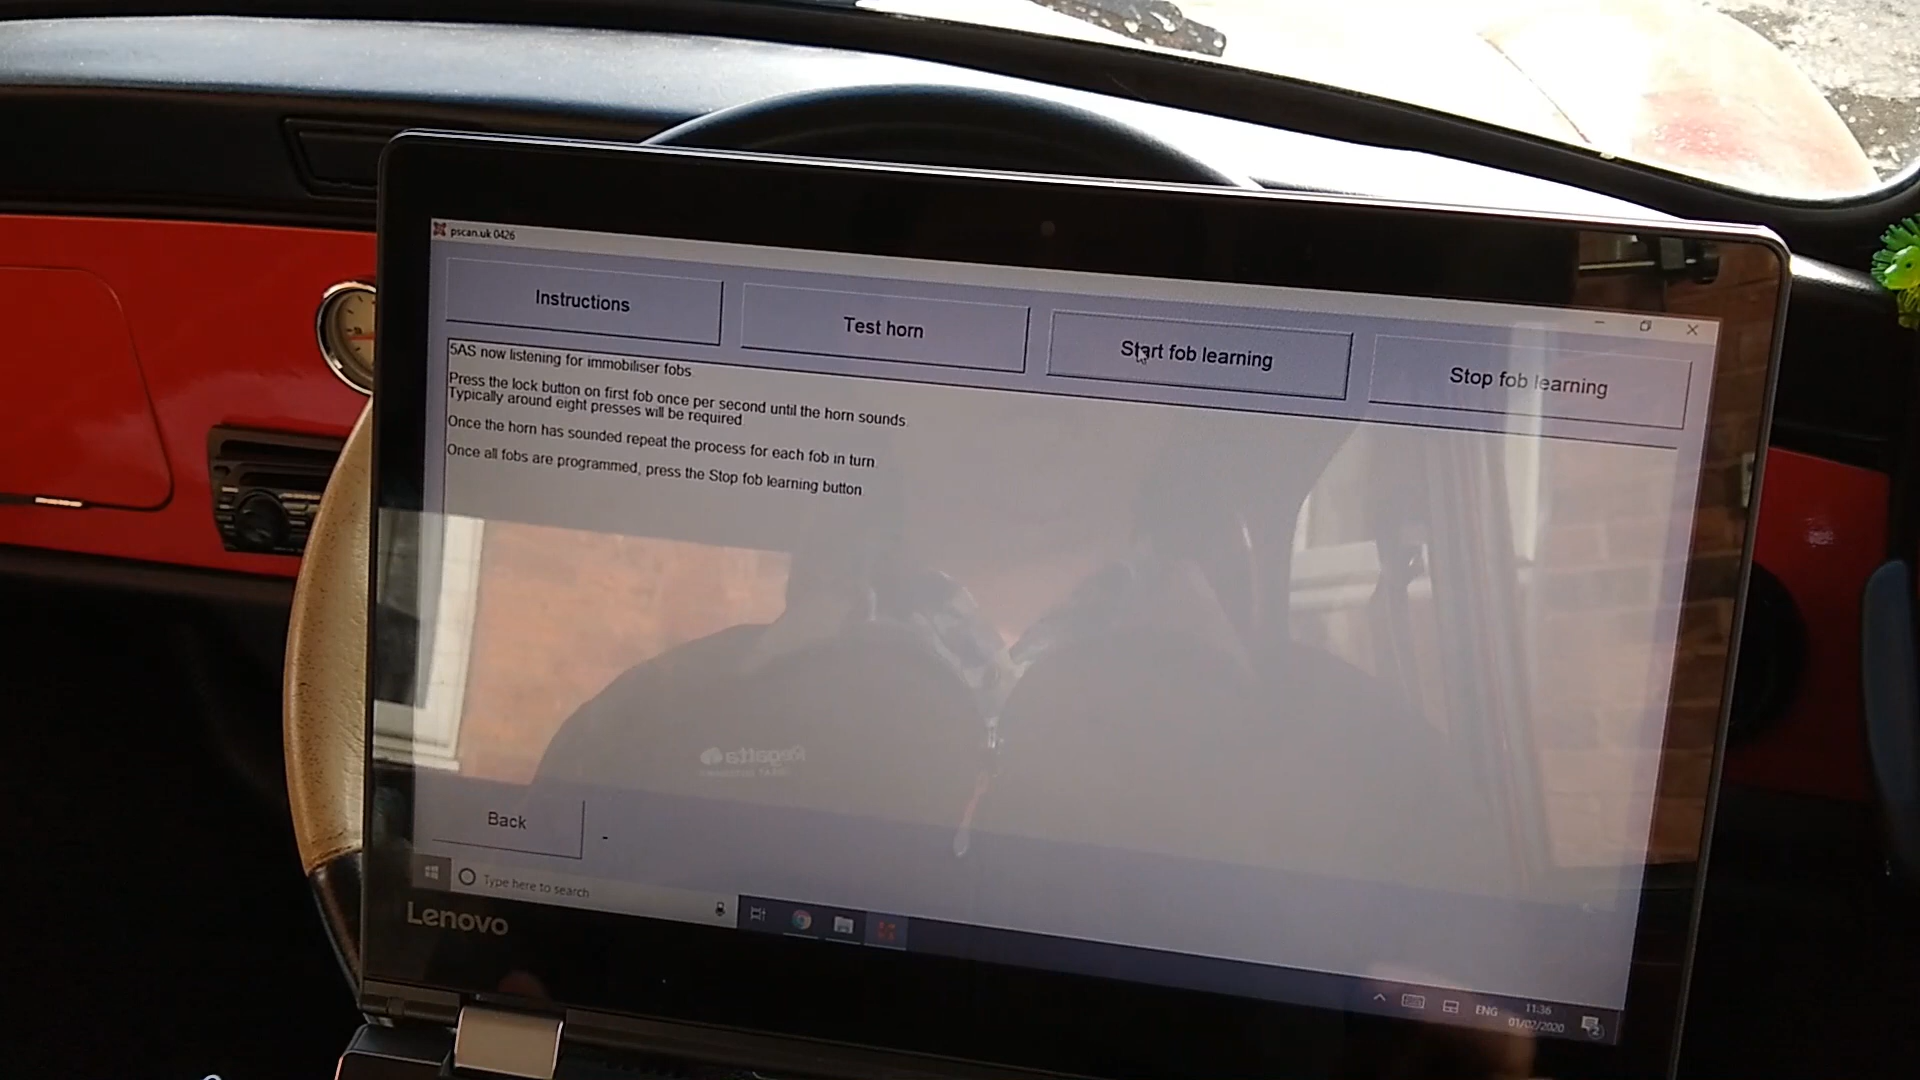 pscan.uk 0426
Instructions
Test horn
Start fob learning
Stop fob learning
5AS now listening for immobiliser fobs
Press the lock button on first fob once per second until the horn sounds.
Typically around eight presses will be required
Once the horn has sounded repeat the process for each fob in turn
Once all fobs are programmed, press the Stop fob learning button
Regatta
Back
-
Type here to search
ENG
11:36
01/02/2020
2
Lenovo